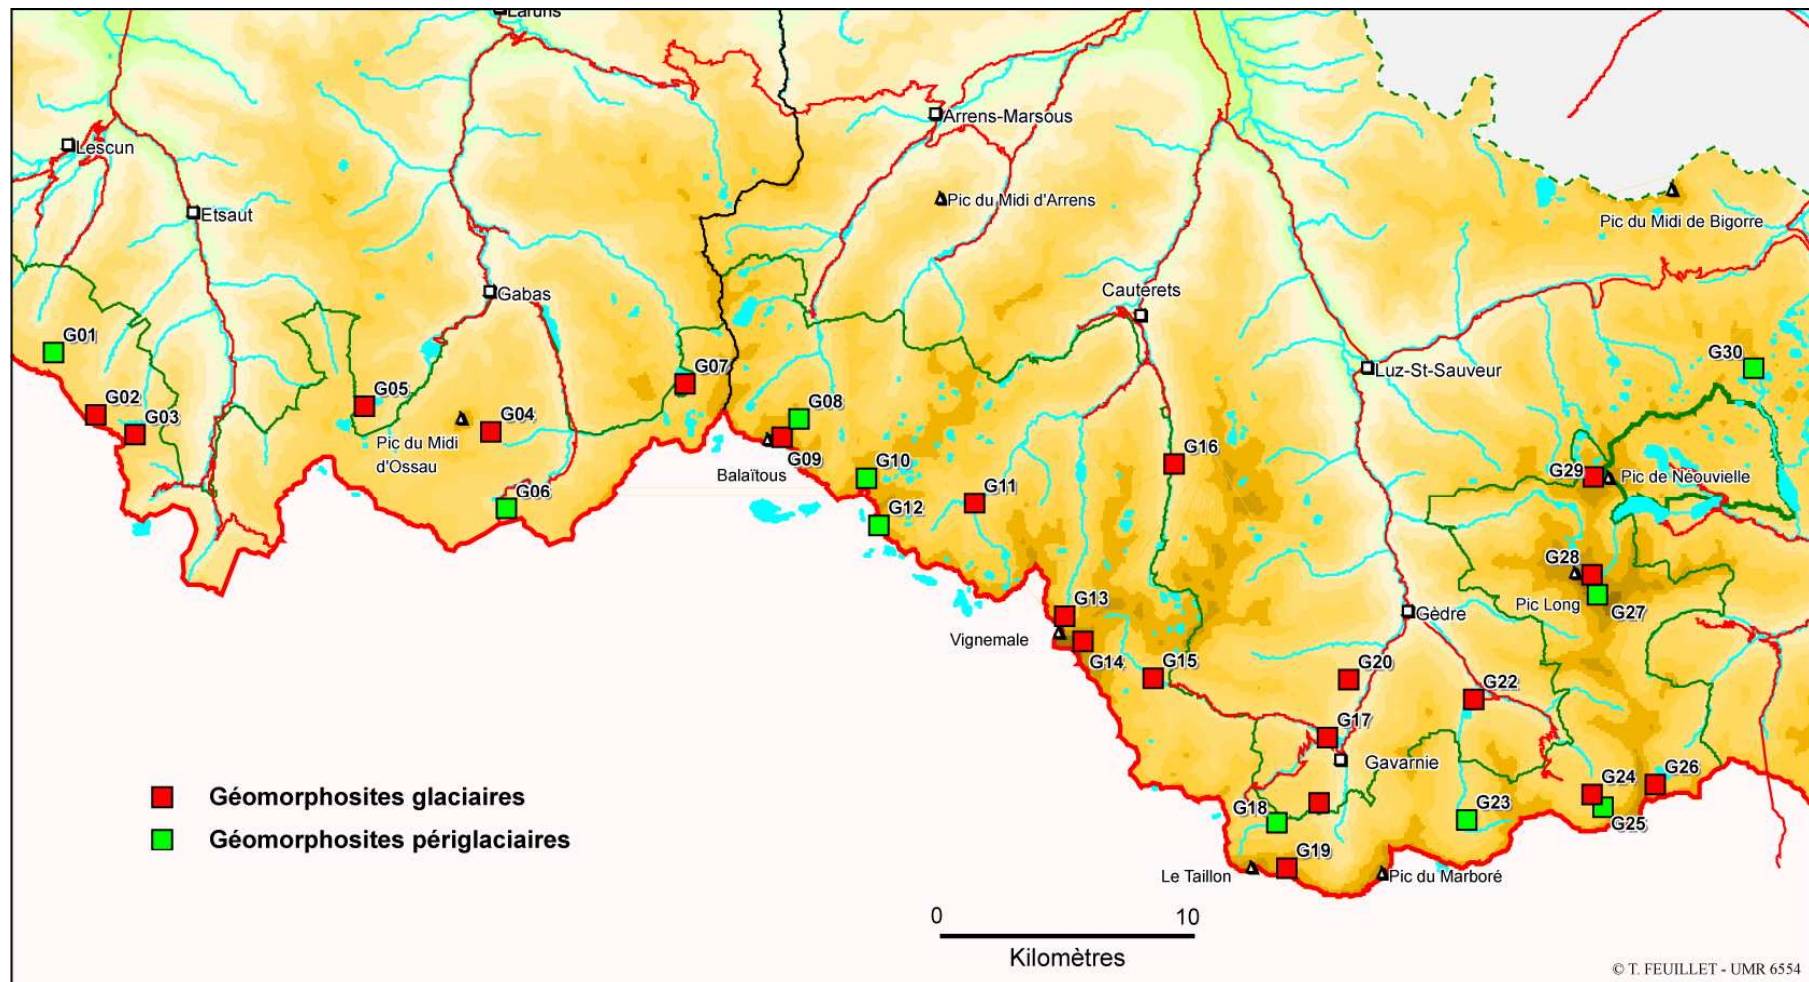 Laruns
Arrens-Marsous
Lescun
Pic du Midi d'Arrens
Etsaut
Pic du Midi de Bigorre
Gabas
Cauterets
G01
G30
Luz-St-Sauveur
G07
G05
G02
G03
G04
G08
Pic du Midi
d'Ossau
G16
G09
Balaïtous
G10
G29
Pic de Néouvielle
G11
G06
G12
G28
Pic Long
G27
G13
Gèdre
Vignemale
G14
G15
G20
G22
G17
Gavarnie
G24
G26
Géomorphosites glaciaires
G18
G23
G25
Géomorphosites périglaciaires
G19
Le Taillon
Pic du Marboré
0 10
Kilomètres
© T. FEUILLET - UMR 6554